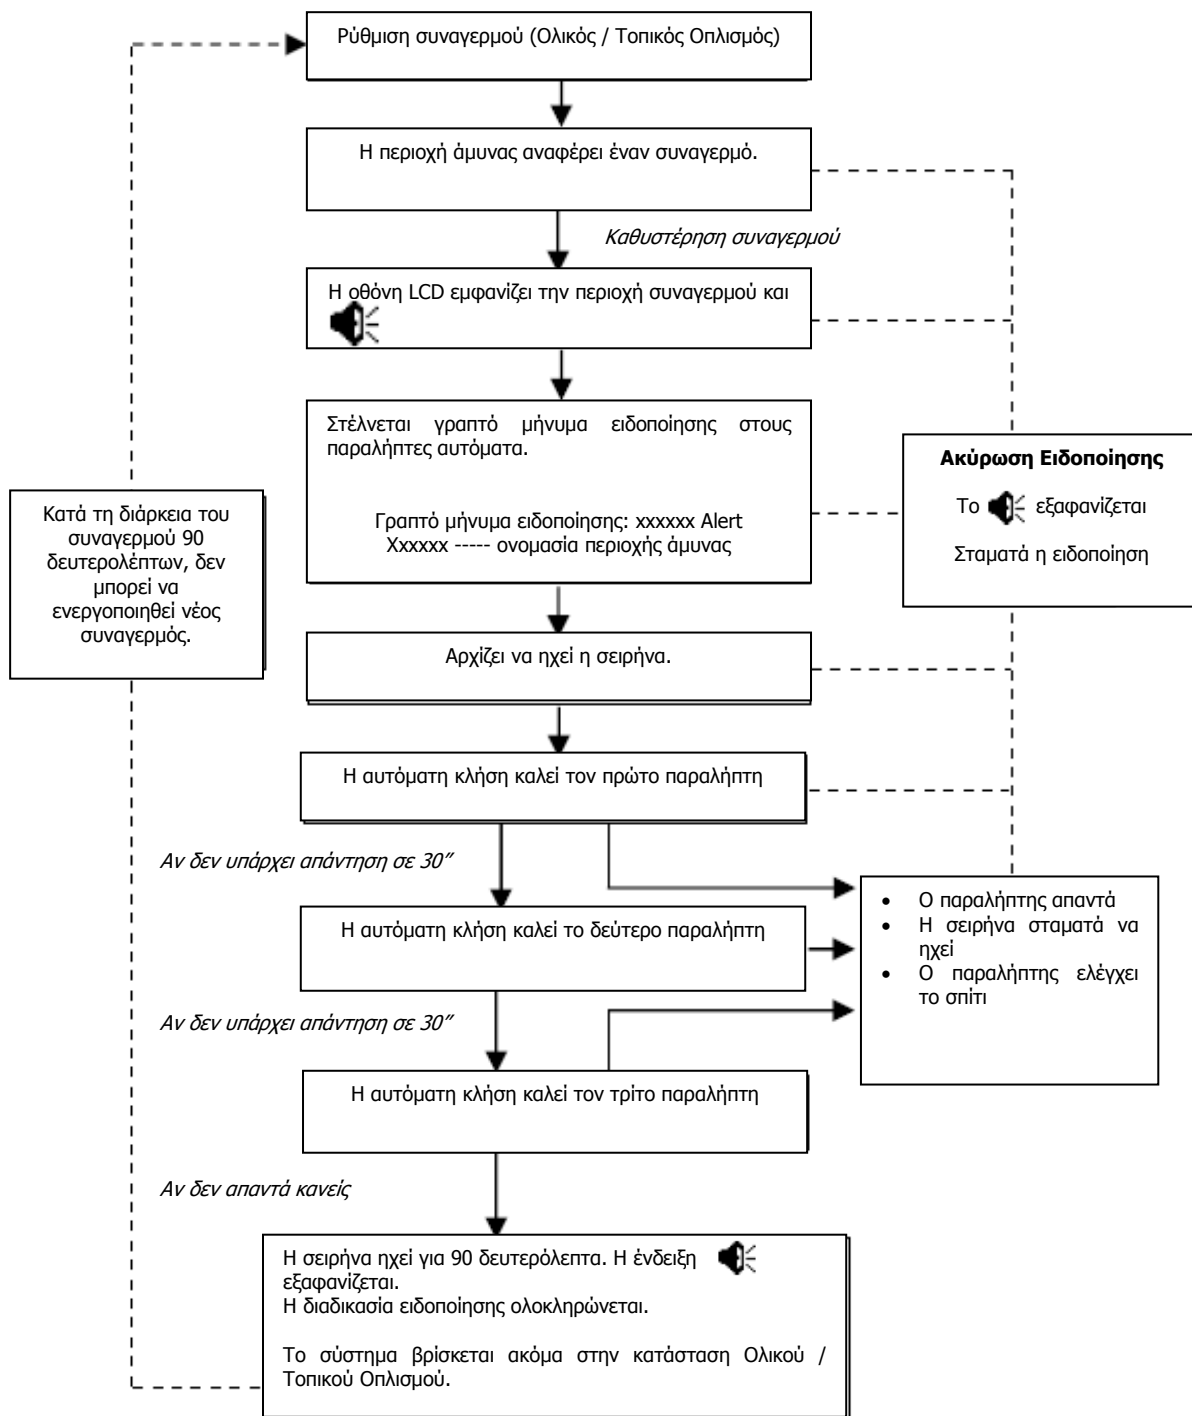 Ρύθμιση συναγερμού (Ολικός / Τοπικός Οπλισμός)
Η περιοχή άμυνας αναφέρει έναν συναγερμό.
Καθυστέρηση συναγερμού
Η οθόνη LCD εμφανίζει την περιοχή συναγερμού και
Στέλνεται γραπτό μήνυμα ειδοποίησης στους
παραλήπτες αυτόματα.
Γραπτό μήνυμα ειδοποίησης: xxxxxx Alert
Xxxxxx ----- ονομασία περιοχής άμυνας
Ακύρωση Ειδοποίησης
Το εξαφανίζεται
Σταματά η ειδοποίηση
Κατά τη διάρκεια του
συναγερμού 90
δευτερολέπτων, δεν
μπορεί να
ενεργοποιηθεί νέος
συναγερμός.
Αρχίζει να ηχεί η σειρήνα.
Η αυτόματη κλήση καλεί τον πρώτο παραλήπτη
Αν δεν υπάρχει απάντηση σε 30″
Η αυτόματη κλήση καλεί το δεύτερο παραλήπτη
• Ο παραλήπτης απαντά
• Η σειρήνα σταματά να
ηχεί
• Ο παραλήπτης ελέγχει
το σπίτι
Αν δεν υπάρχει απάντηση σε 30″
Η αυτόματη κλήση καλεί τον τρίτο παραλήπτη
Αν δεν απαντά κανείς
Η σειρήνα ηχεί για 90 δευτερόλεπτα. Η ένδειξη
εξαφανίζεται.
Η διαδικασία ειδοποίησης ολοκληρώνεται.
Το σύστημα βρίσκεται ακόμα στην κατάσταση Ολικού /
Τοπικού Οπλισμού.